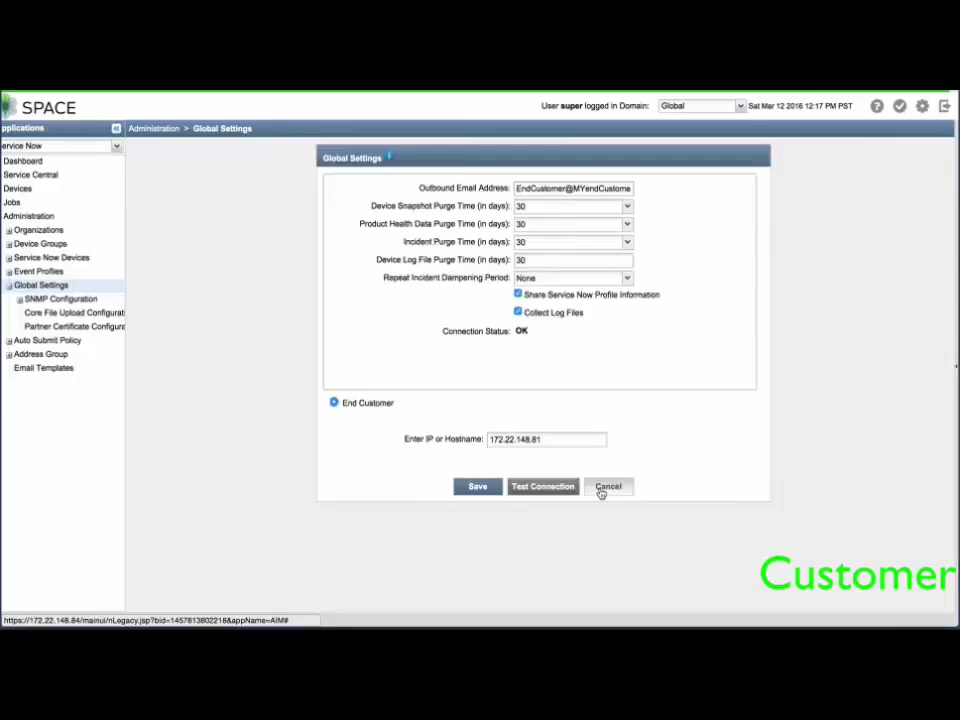 SPACE
User super logged in Domain: Global Sat Mar 12 2016 12:17 PM PST
pplications
Administration > Global Settings
ervice Now
Dashboard
Service Central
Devices
Jobs
Administration
Organizations
Device Groups
Service Now Devices
Event Profiles
Global Settings
SNMP Configuration
Core File Upload Configurat
Partner Certificate Configura
Auto Submit Policy
Address Group
Email Templates
Global Settings
Outbound Email Address: EndCustomer@MYendCustome
Device Snapshot Purge Time (in days): 30
Product Health Data Purge Time (in days): 30
Incident Purge Time (in days): 30
Device Log File Purge Time (in days): 30
Repeat Incident Dampening Period: None
Share Service Now Profile Information
Collect Log Files
Connection Status: OK
End Customer
Enter IP or Hostname: 172.22.148.81
Save Test Connection Cancel
Customer
https://172.22.148.84/mainui/nLegacy.jsp?bid=1457813802218&appName=AIM#